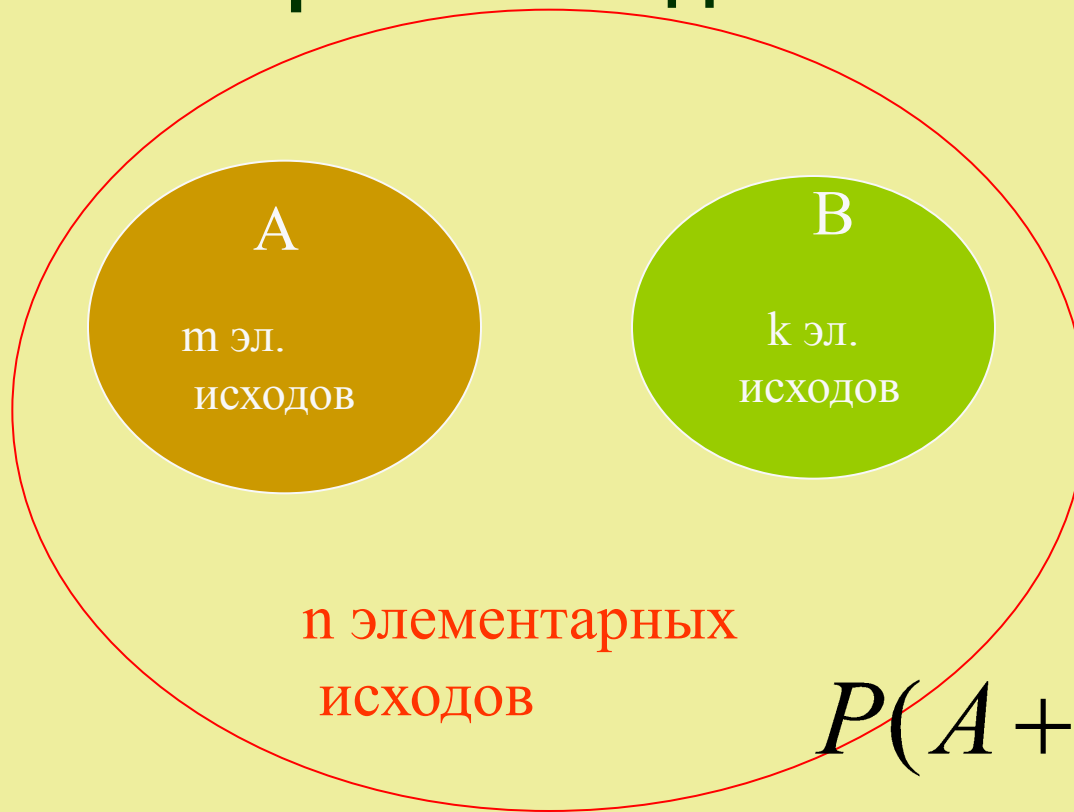 A
m эл.
исходов
B
k эл.
исходов
n элементарных
исходов
P(A +